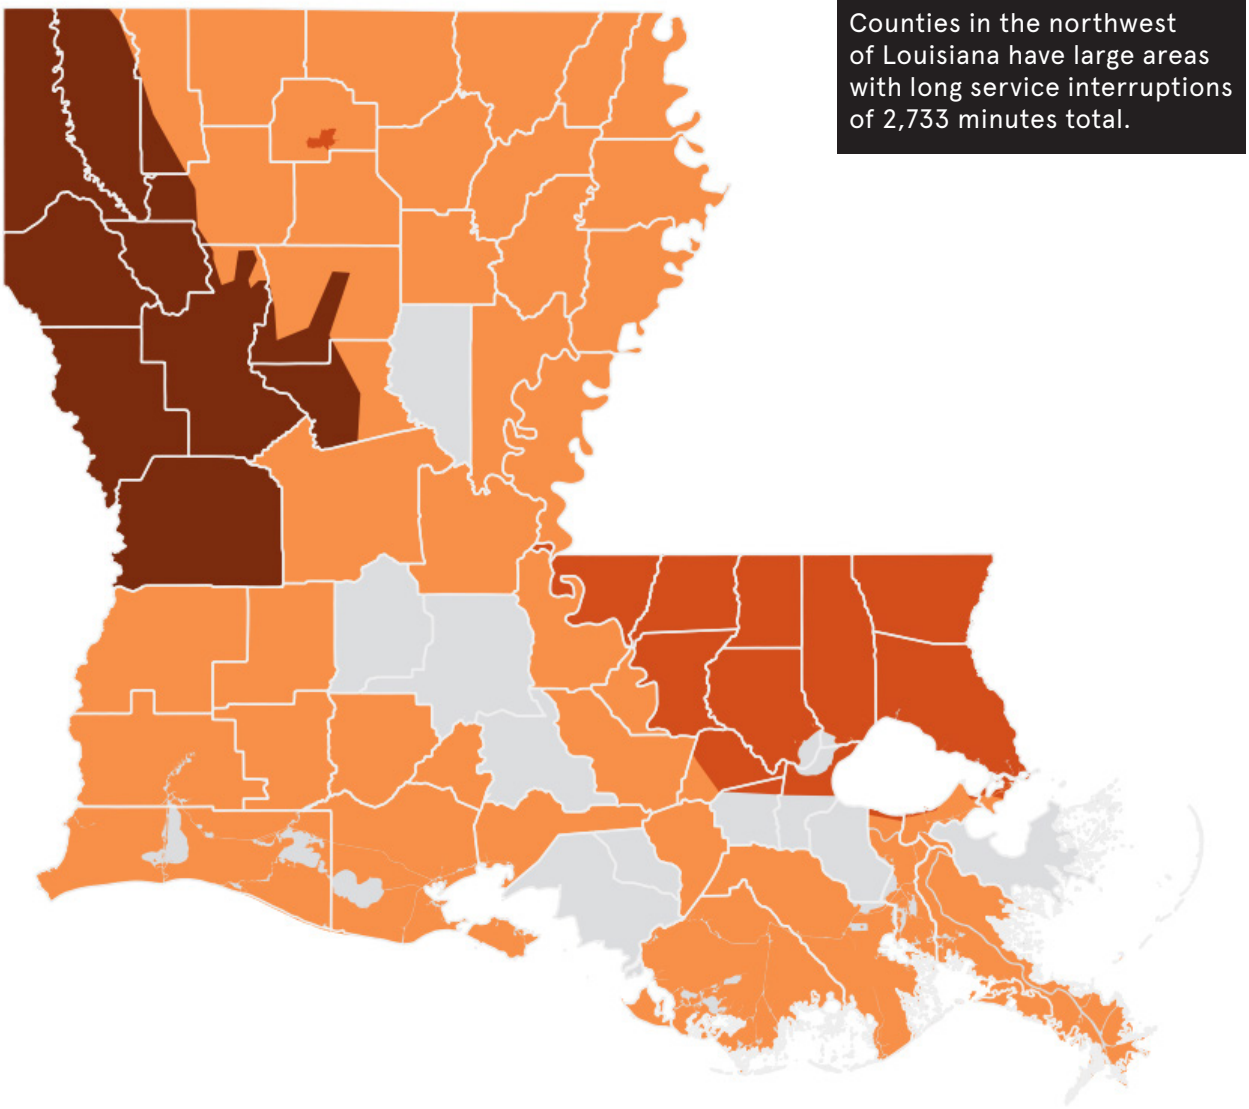 Counties in the northwest
of Louisiana have large areas
with long service interruptions
of 2,733 minutes total.